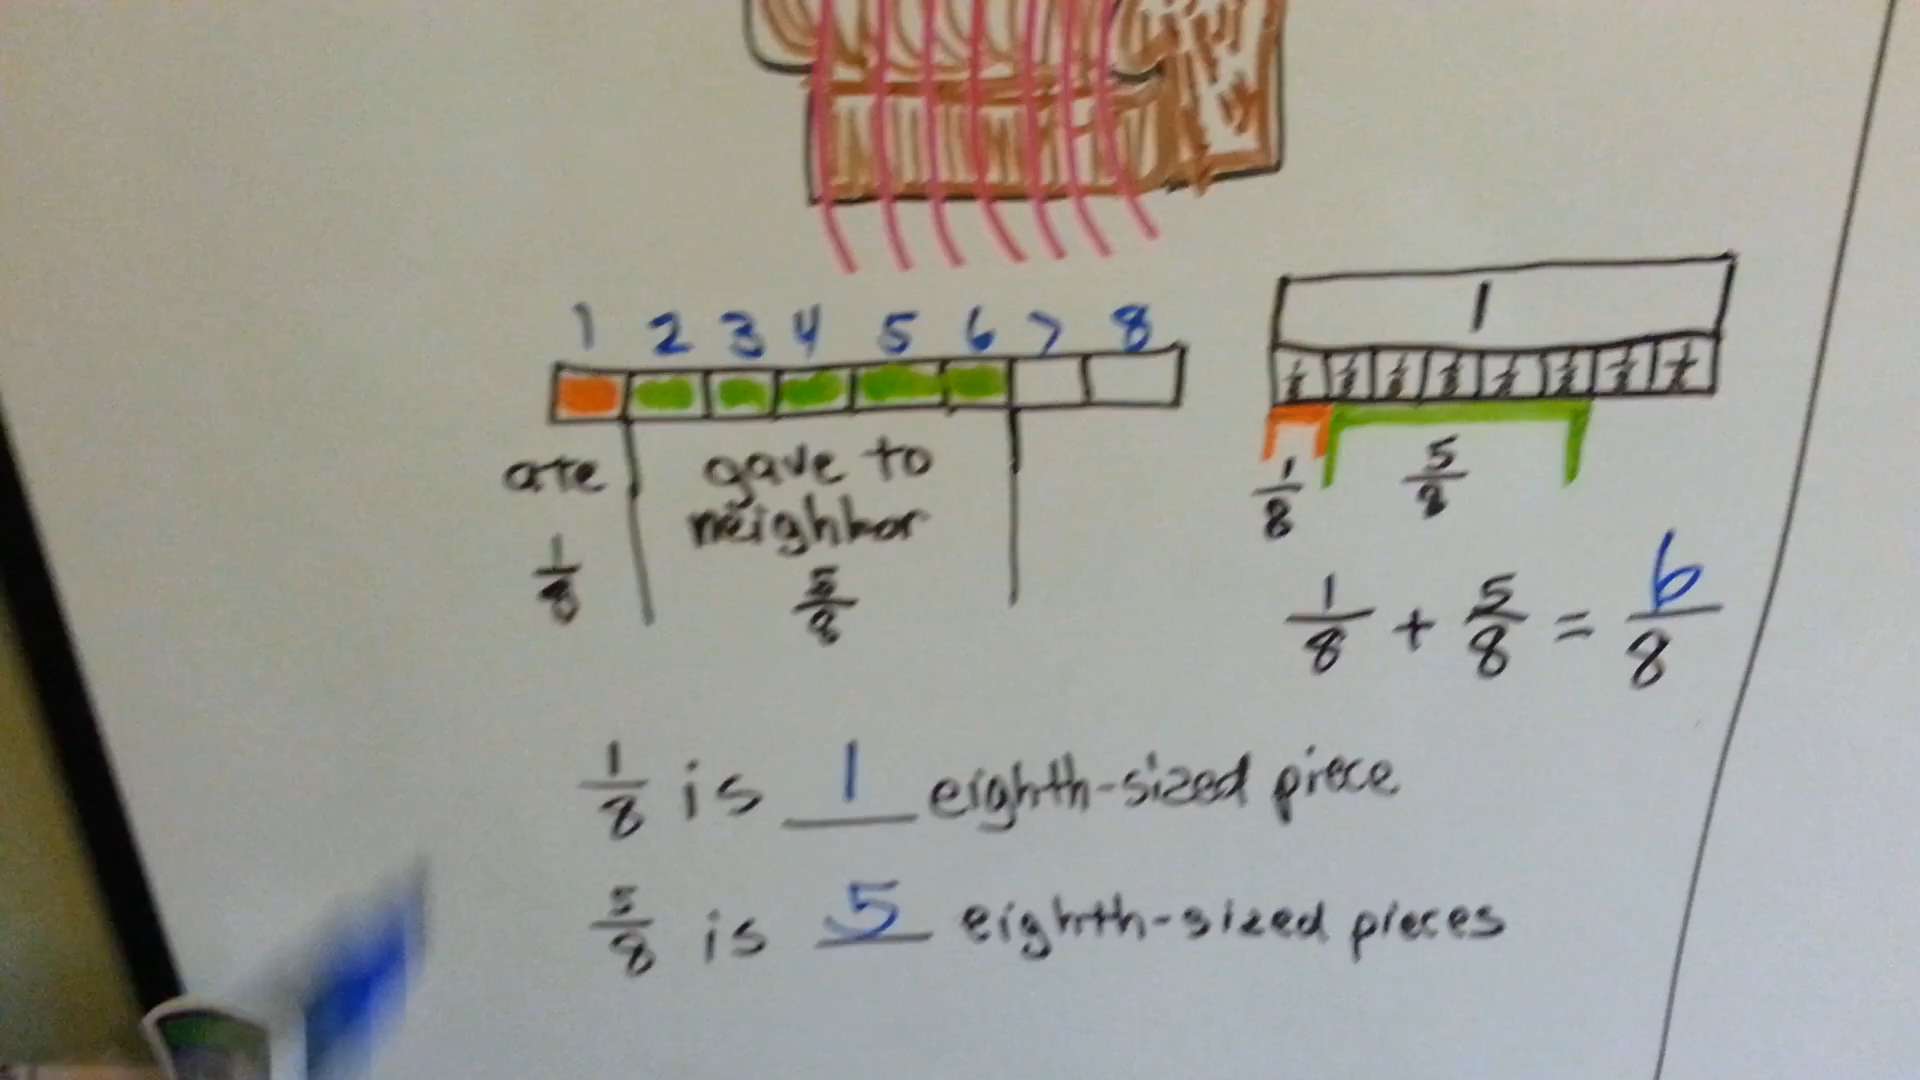 1 2 3 4 5 6 7 8
1
1/8 1/8 1/8 1/8 1/8 1/8 1/8 1/8
ate
gave to
neighbor
1/8
5/8
1/8
5/8
1/8 + 5/8 = 6/8
1/8 is 1 eighth-sized piece
5/8 is 5 eighth-sized pieces